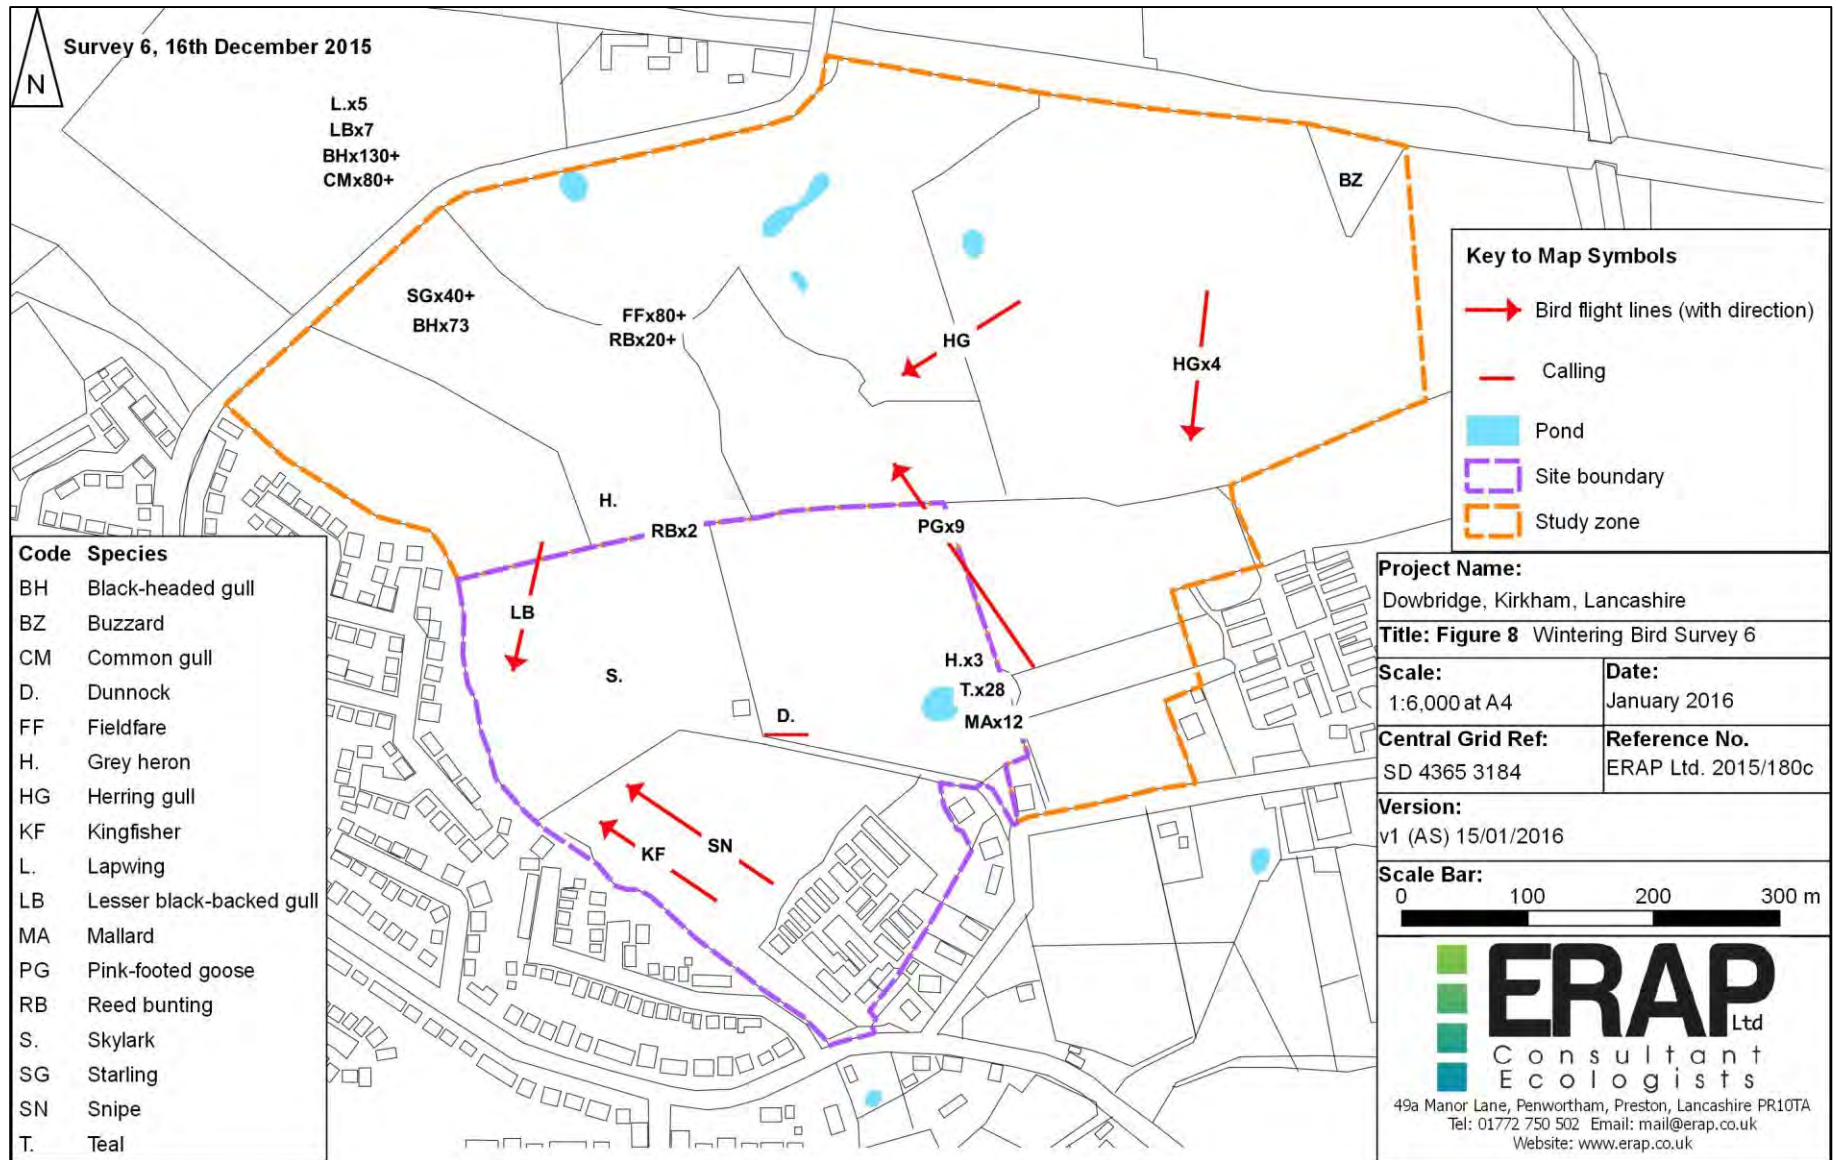 Survey 6, 16th December 2015
N
L.x5
LBx7
BHx130+
CMx80+
BZ
SGx40+
BHx73
FFx80+
RBx20+
HG
HGx4
H.
RBx2
PGx9
LB
S.
H.x3
T.x28
MAx12
D.
SN
KF
Key to Map Symbols
Bird flight lines (with direction)
Calling
Pond
Site boundary
Study zone
Code Species
BH Black-headed gull
BZ Buzzard
CM Common gull
D. Dunnock
FF Fieldfare
H. Grey heron
HG Herring gull
KF Kingfisher
L. Lapwing
LB Lesser black-backed gull
MA Mallard
PG Pink-footed goose
RB Reed bunting
S. Skylark
SG Starling
SN Snipe
T. Teal
Project Name:
Dowbridge, Kirkham, Lancashire
Title: Figure 8 Wintering Bird Survey 6
Scale:
1:6,000 at A4
Date:
January 2016
Central Grid Ref:
SD 4365 3184
Reference No.
ERAP Ltd. 2015/180c
Version:
v1 (AS) 15/01/2016
Scale Bar:
0 100 200 300 m
ERAP Ltd
Consultant
Ecologists
49a Manor Lane, Penwortham, Preston, Lancashire PR10TA
Tel: 01772 750 502 Email: mail@erap.co.uk
Website: www.erap.co.uk